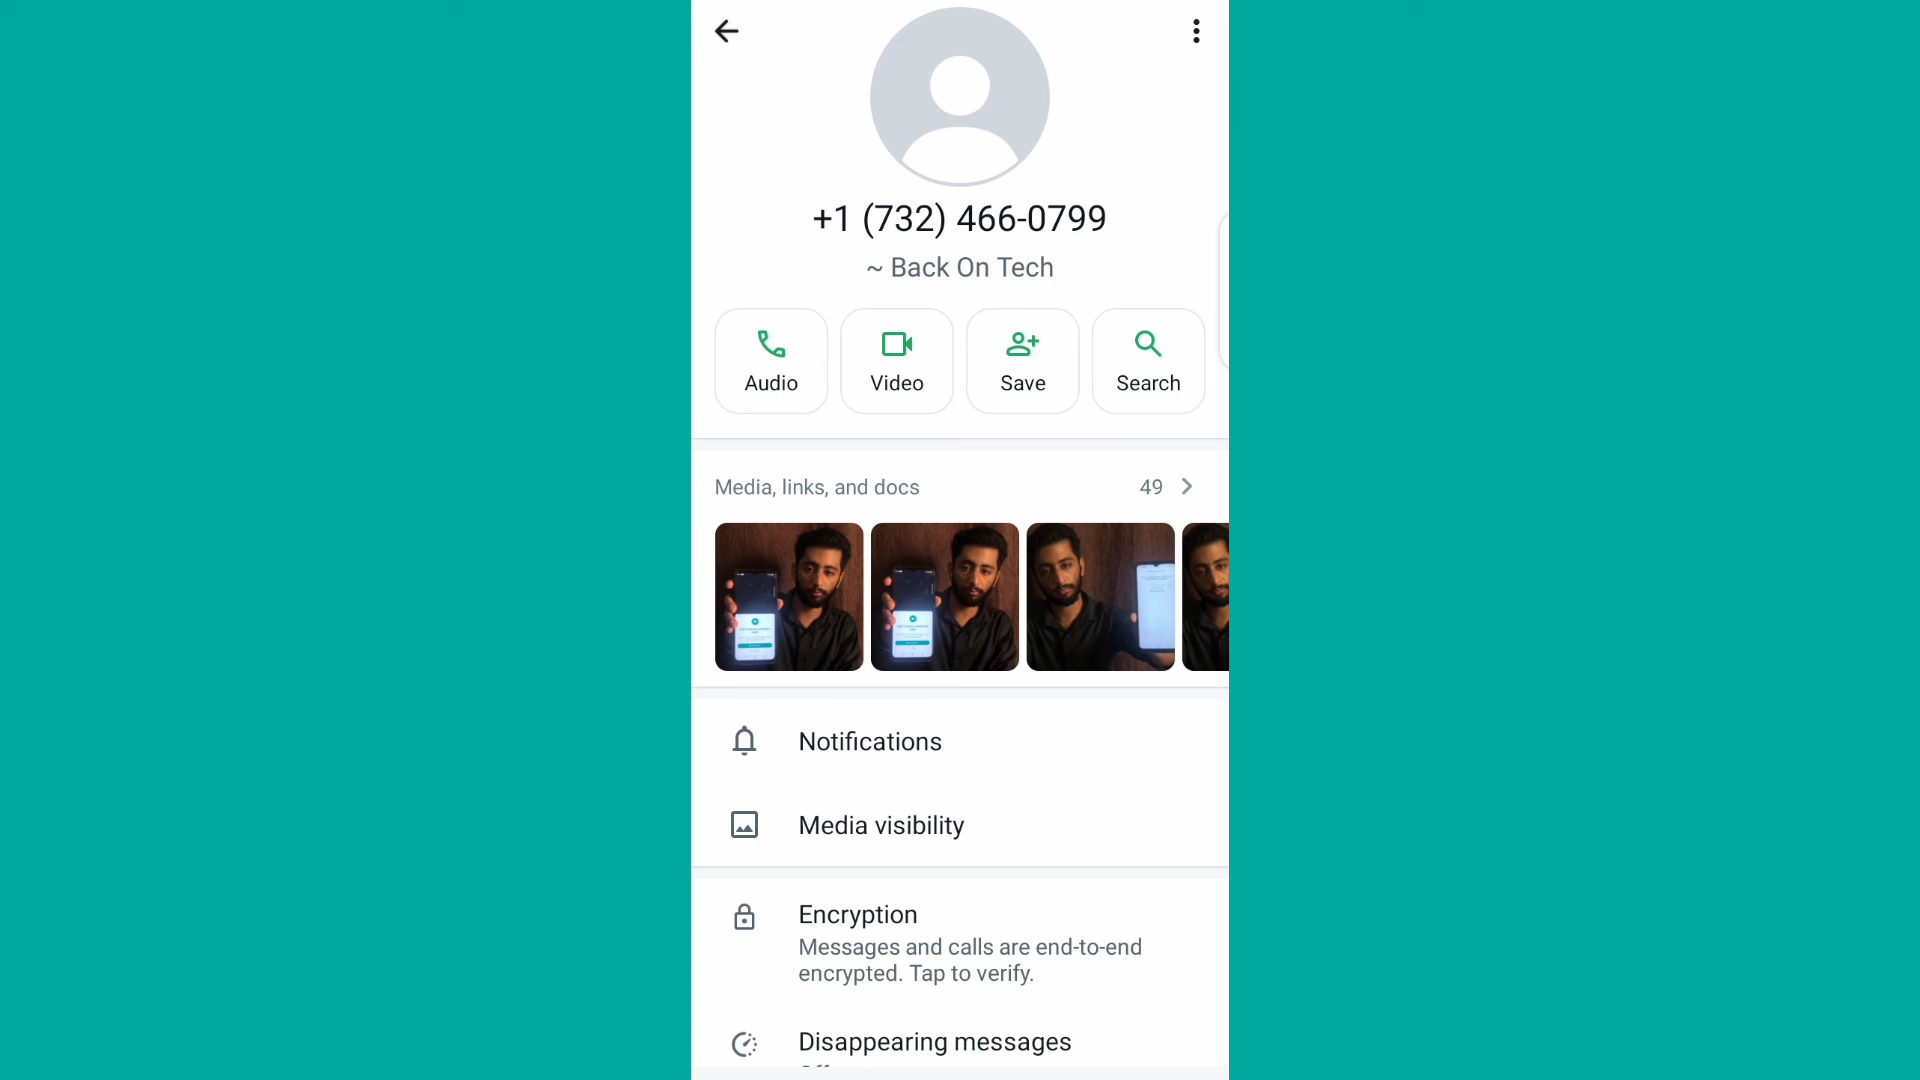 +1 (732) 466-0799
~ Back On Tech
Audio Video Save Search
Media, links, and docs 49
Notifications
Media visibility
Encryption
Messages and calls are end-to-end
encrypted. Tap to verify.
Disappearing messages